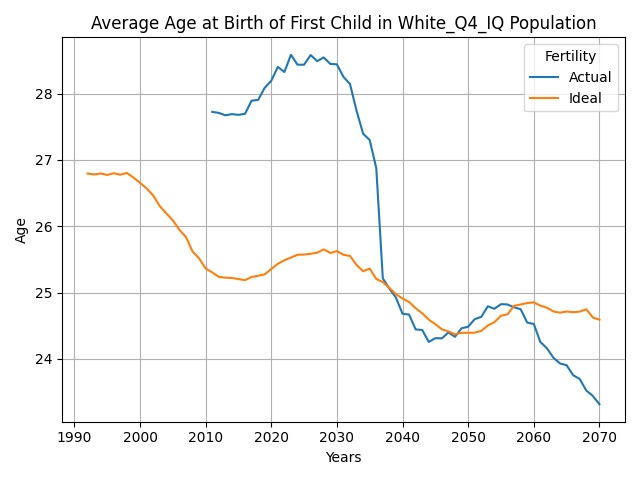 Average Age at Birth of First Child in White_Q4_IQ Population
Fertility
Actual
Ideal
Age
28
27
26
25
24
1990 2000 2010 2020 2030 2040 2050 2060 2070
Years